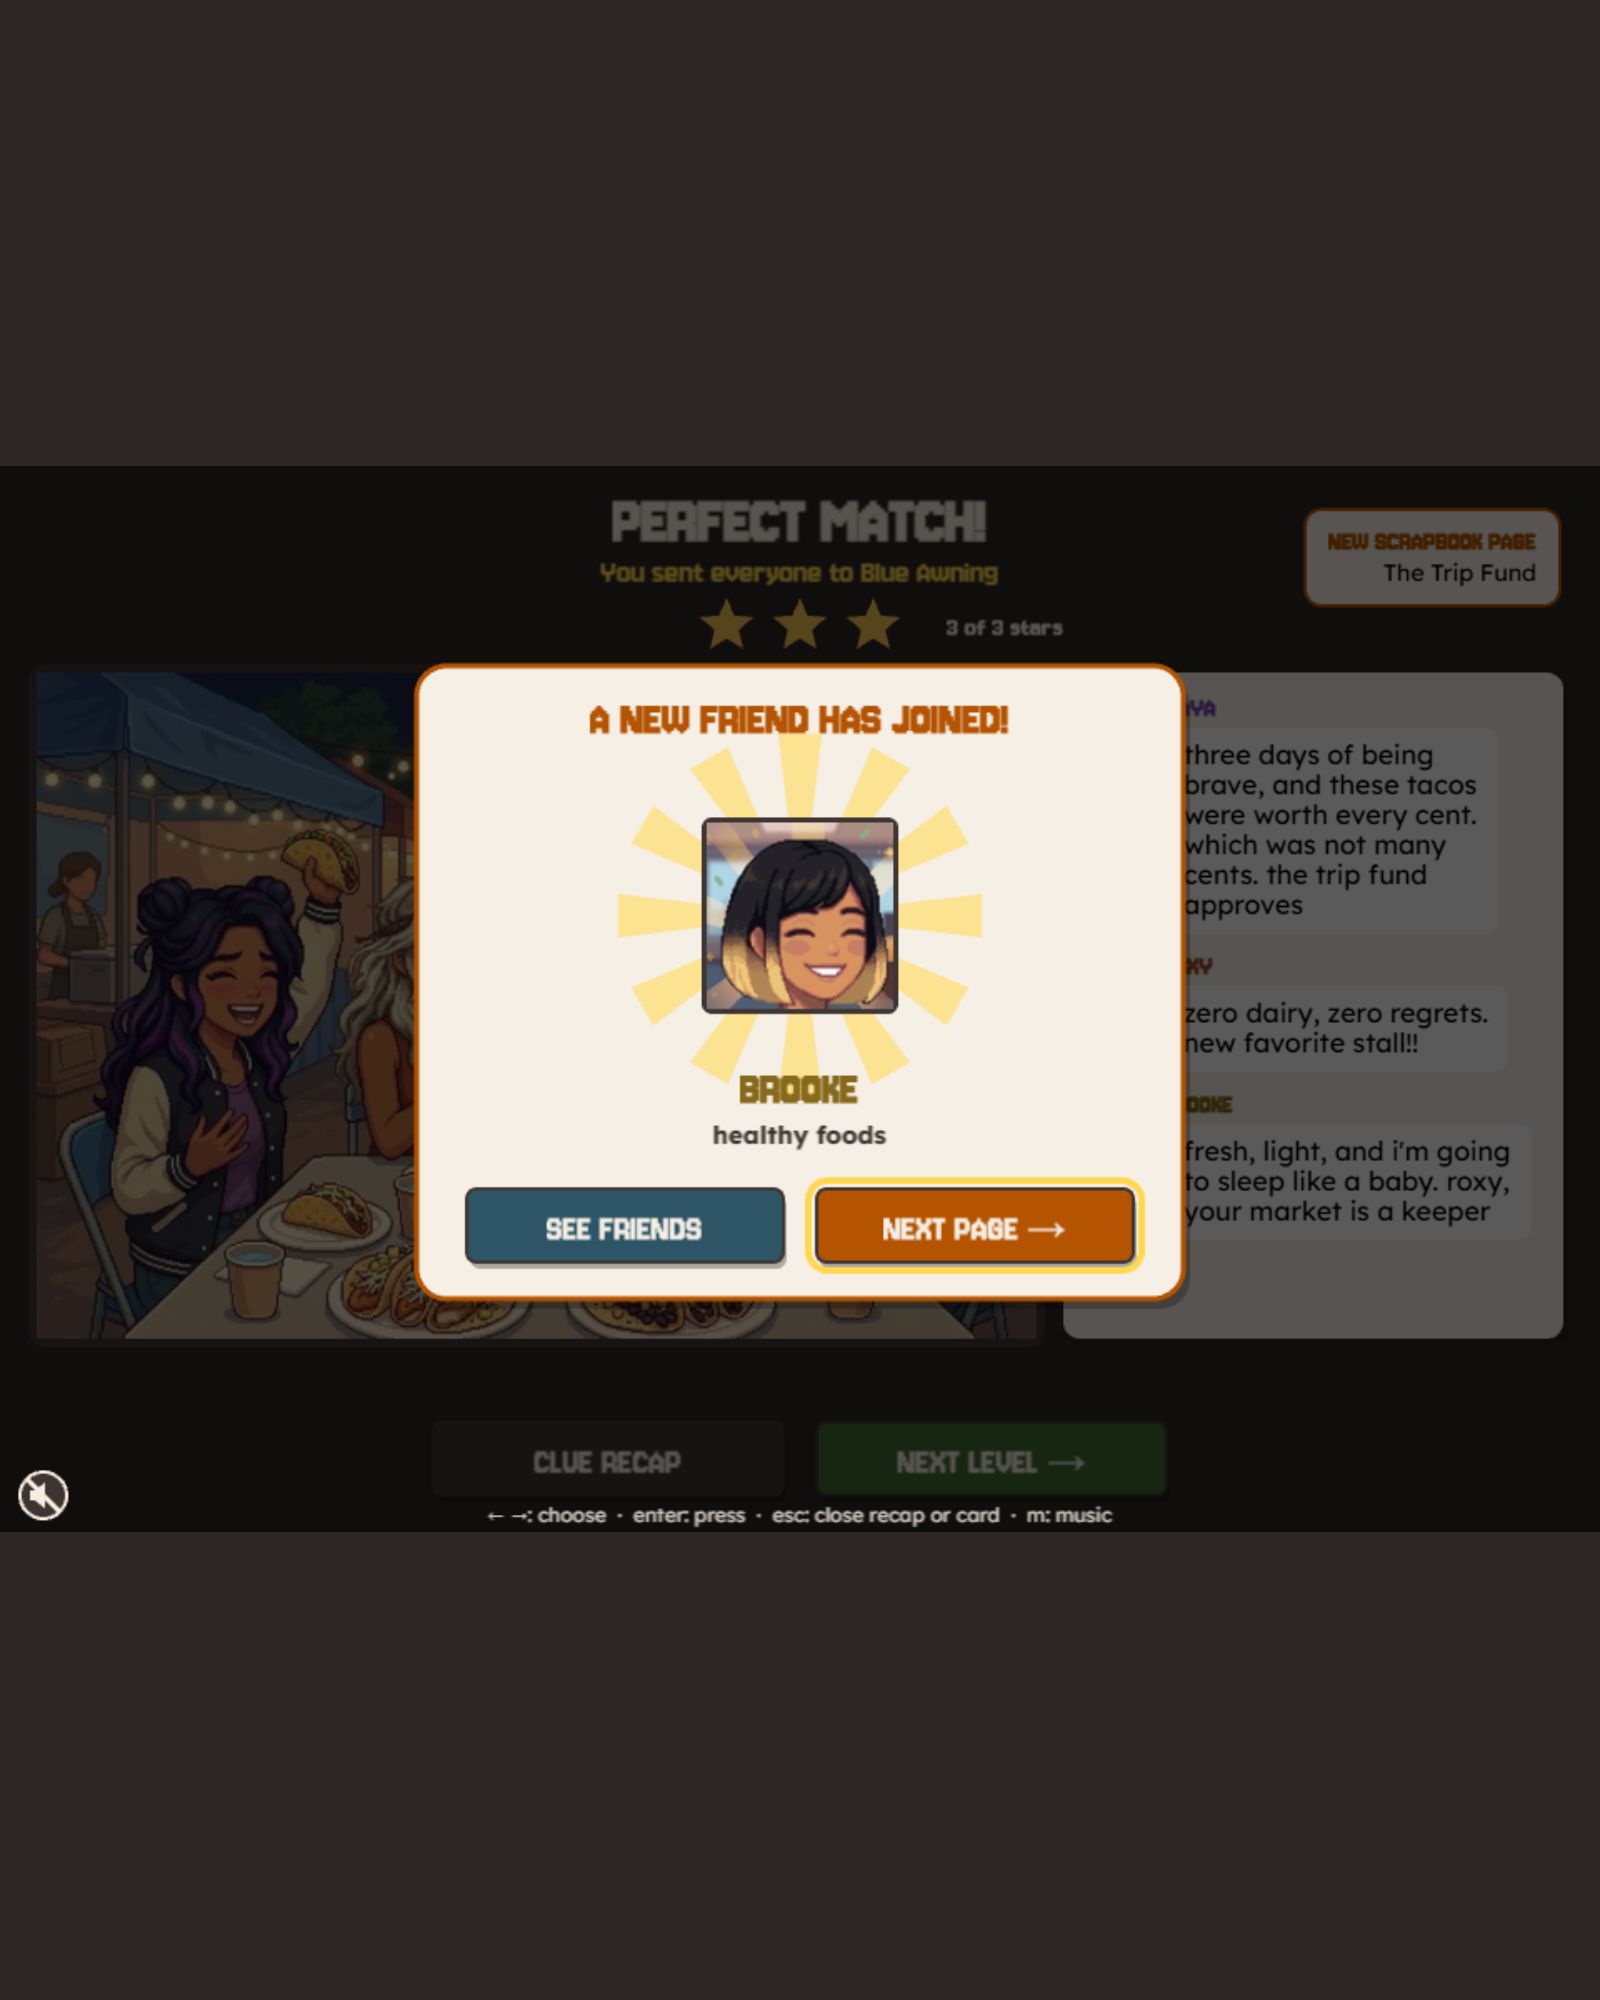 PERFECT MATCH!
You sent everyone to Blue Awning
3 of 3 stars
NEW SCRAPBOOK PAGE
The Trip Fund
A NEW FRIEND HAS JOINED!
BROOKE
healthy foods
SEE FRIENDS
NEXT PAGE →
three days of being
brave, and these tacos
were worth every cent.
which was not many
cents. the trip fund
approves
zero dairy, zero regrets.
new favorite stall!!
fresh, light, and i'm going
to sleep like a baby. roxy,
your market is a keeper
CLUE RECAP
NEXT LEVEL →
← →: choose · enter: press · esc: close recap or card · m: music